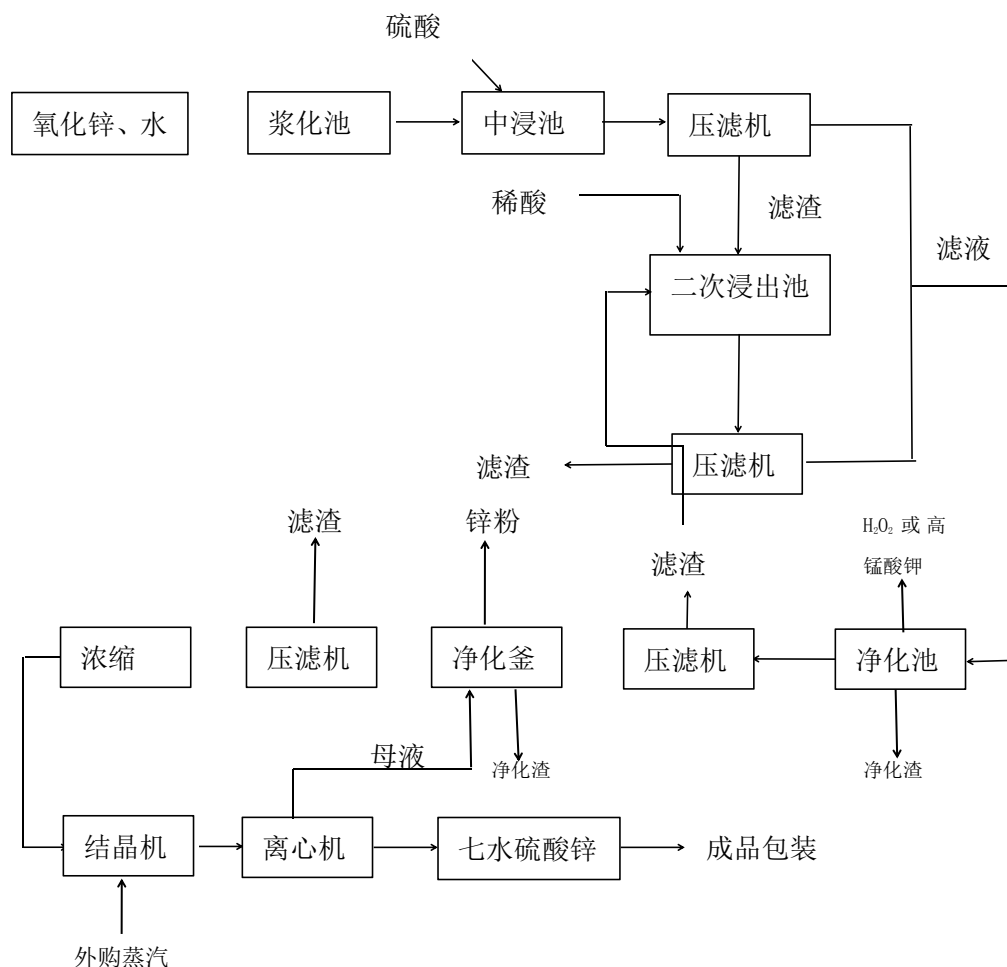 硫酸
氧化锌、水
浆化池
中浸池
压滤机
稀酸
滤渣
滤液
二次浸出池
滤渣
压滤机
滤渣
锌粉
滤渣
H₂O₂ 或 高
锰酸钾
浓缩
压滤机
净化釜
压滤机
净化池
母液
净化渣
净化渣
结晶机
离心机
七水硫酸锌
成品包装
外购蒸汽